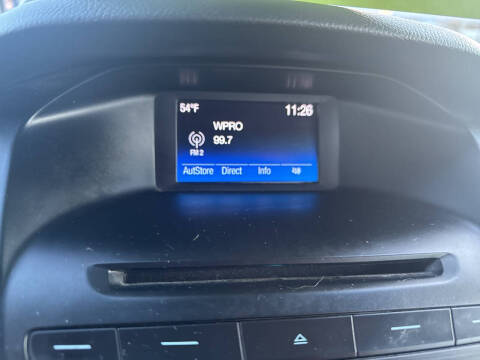 54°F 11:26
WPRO
99.7
FM 2
AutStore Direct Info